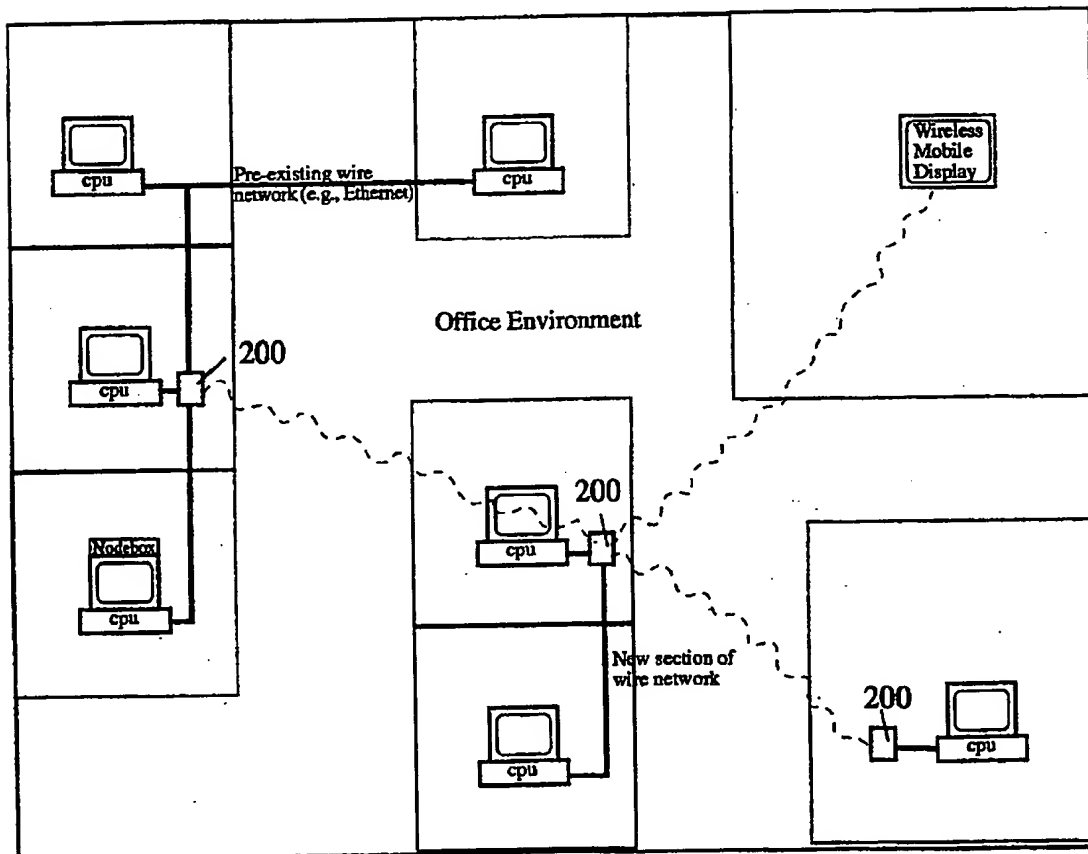 cpu
Pre-existing wire
network (e.g., Ethernet)
cpu
Wireless
Mobile
Display
Office Environment
200
cpu
200
cpu
Nodebox
cpu
New section of
wire network
200
cpu
cpu